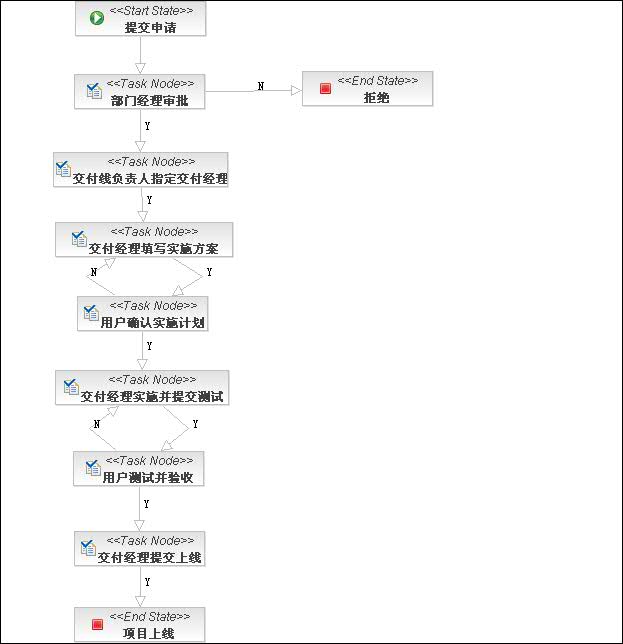 <<Start State>>
提交申请
<<Task Node>>
部门经理审批
N
<<End State>>
拒绝
Y
<<Task Node>>
交付线负责人指定交付经理
Y
<<Task Node>>
交付经理填写实施方案
N
Y
<<Task Node>>
用户确认实施计划
Y
<<Task Node>>
交付经理实施并提交测试
N
Y
<<Task Node>>
用户测试并验收
Y
<<Task Node>>
交付经理提交上线
Y
<<End State>>
项目上线